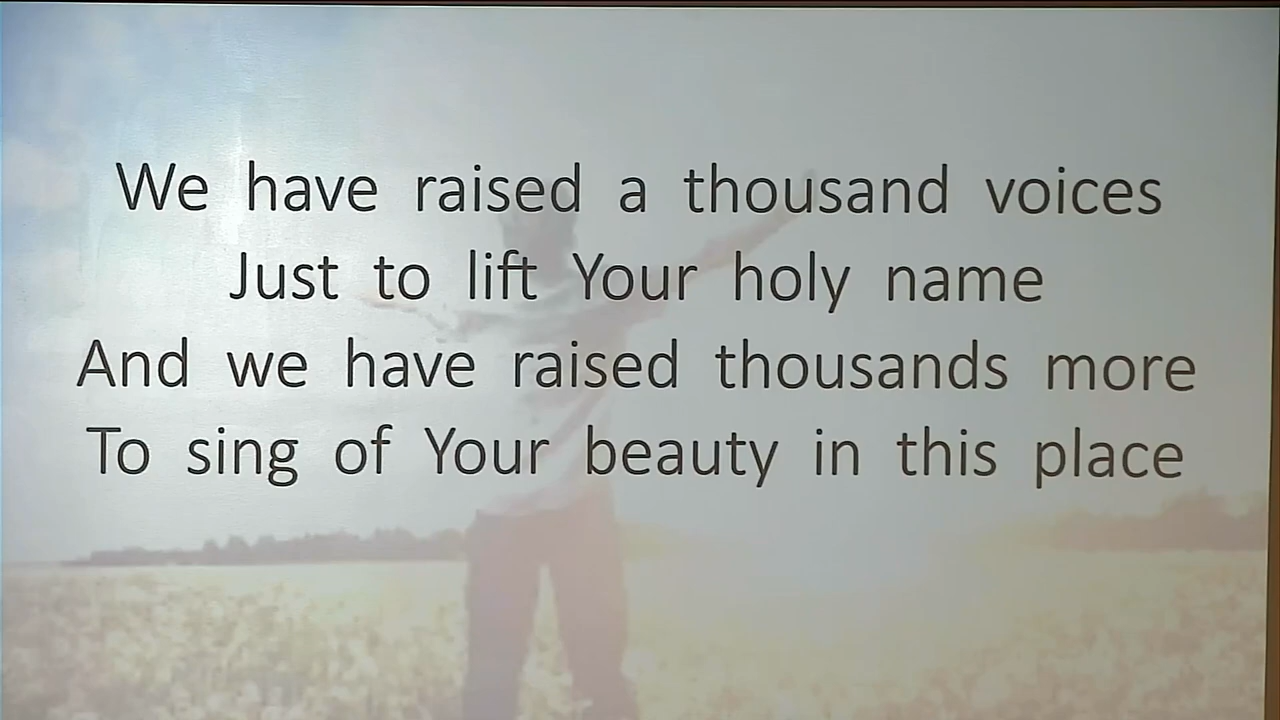 We have raised a thousand voices
Just to lift Your holy name
And we have raised thousands more
To sing of Your beauty in this place